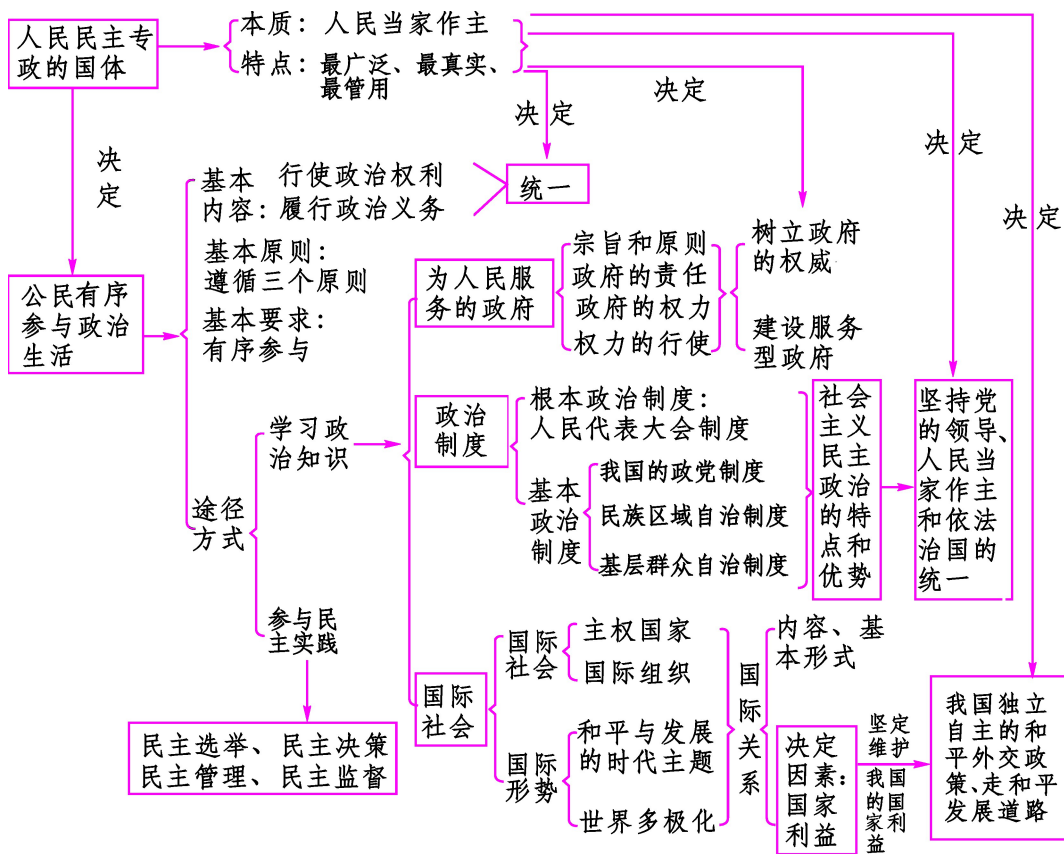 人民民主专
政的国体
本质：人民当家作主
特点：最广泛、最真实、
最管用
决定
决定
决定
决定
决定
基本
内容：
行使政治权利
履行政治义务
统一
基本原则：
遵循三个原则
基本要求：
有序参与
公民有序
参与政治
生活
途径
方式
学习政
治知识
参与民
主实践
民主选举、民主决策
民主管理、民主监督
为人民服
务的政府
宗旨和原则
政府的责任
政府的权力
权力的行使
树立政府
的权威
建设服务
型政府
政治
制度
根本政治制度：
人民代表大会制度
基本
政治
制度
我国的政党制度
民族区域自治制度
基层群众自治制度
社会
主义
民主
政治
的特
点和
优势
坚持党
的领导、
人民当
家作主
和依法
治国的
统一
国际
社会
国际
社会
主权国家
国际组织
国际
形势
和平与发展
的时代主题
世界多极化
国际关系
内容、基
本形式
决定
因素：
国家
利益
坚定
维护
我国
的国
家利
益
我国独立
自主的和
平外交政
策、走和平
发展道路